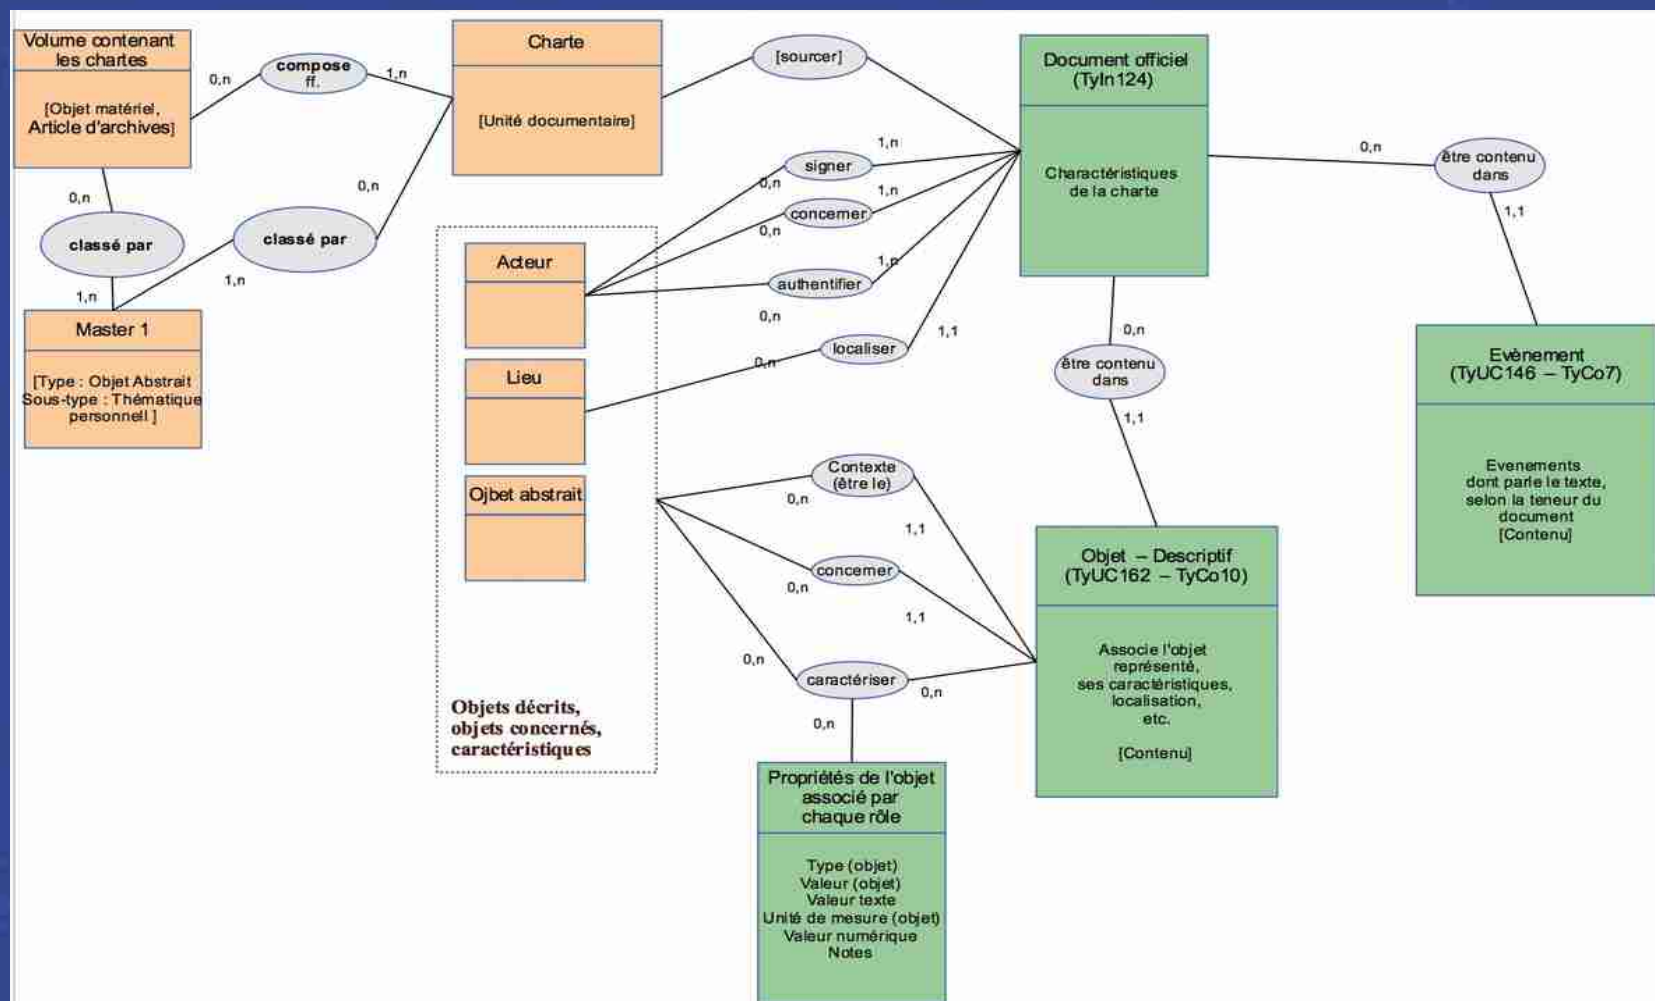 Volume contenant
les chartes
[Objet matériel,
Article d'archives]
0,n
compose
ff.
1,n
Charte
[Unité documentaire]
[sourcer]
Document officiel
(TyIn124)
Charactéristiques
de la charte
0,n
être contenu
dans
1,1
0,n
classé par
1,n
0,n
classé par
1,n
Master 1
[Type : Objet Abstrait
Sous-type : Thématique
personnell ]
signer
0,n
1,n
concerner
0,n
1,n
authentifier
0,n
1,n
localiser
0,n
1,1
Acteur
Lieu
Ojbet abstrait
Objets décrits,
objets concernés,
caractéristiques
0,n
être contenu
dans
1,1
Evènement
(TyUC146 – TyCo7)
Evenements
dont parle le texte,
selon la teneur du
document
[Contenu]
Contexte
(être le)
0,n
1,1
concerner
0,n
1,1
0,n
caractériser
0,n
0,n
Objet – Descriptif
(TyUC162 – TyCo10)
Associe l'objet
représenté,
ses caractéristiques,
localisation,
etc.
[Contenu]
Propriétés de l'objet
associé par
chaque rôle
Type (objet)
Valeur (objet)
Valeur texte
Unité de mesure (objet)
Valeur numérique
Notes